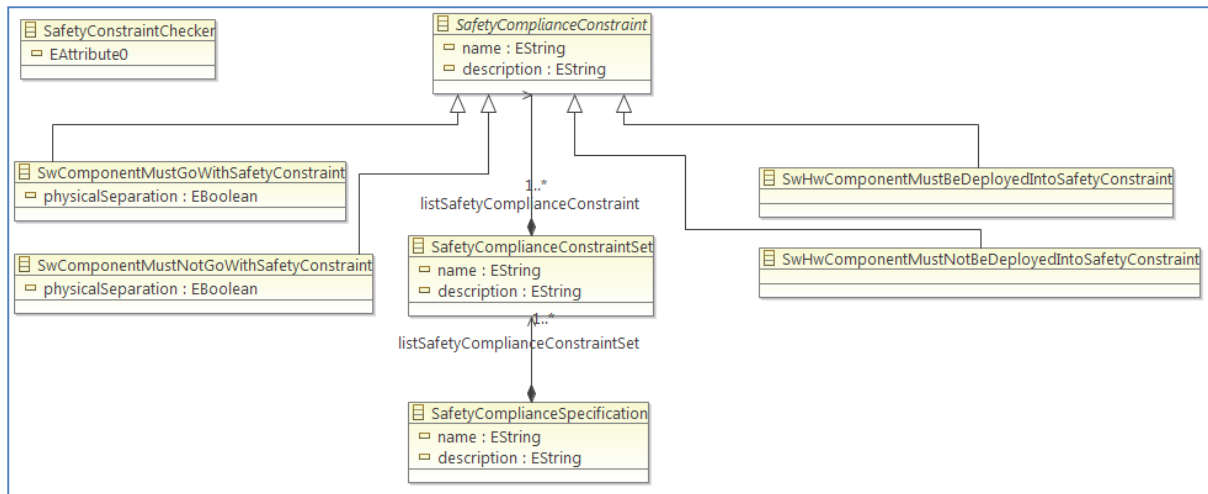 SafetyConstraintChecker
EAttribute0
SafetyComplianceConstraint
name : EString
description : EString
SwComponentMustGoWithSafetyConstraint
physicalSeparation : EBoolean
SwComponentMustNotGoWithSafetyConstraint
physicalSeparation : EBoolean
SwHwComponentMustBeDeployedIntoSafetyConstraint
SwHwComponentMustNotBeDeployedIntoSafetyConstraint
1..*
listSafetyComplianceConstraint
SafetyComplianceConstraintSet
name : EString
description : EString
1..*
listSafetyComplianceConstraintSet
SafetyComplianceSpecification
name : EString
description : EString